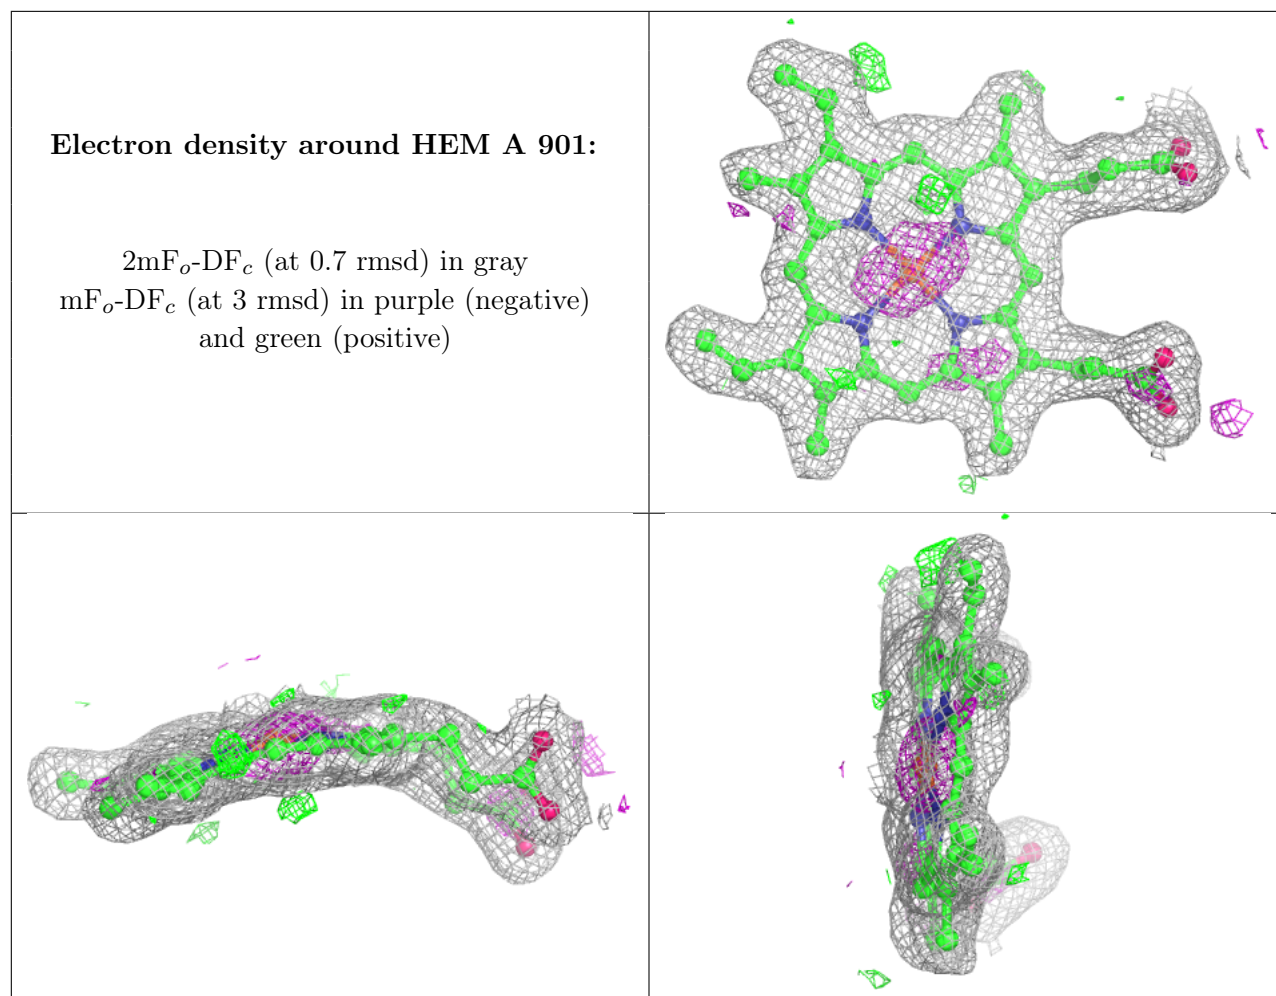 Electron density around HEM A 901:
2mFo-DFc (at 0.7 rmsd) in gray
mFo-DFc (at 3 rmsd) in purple (negative)
and green (positive)